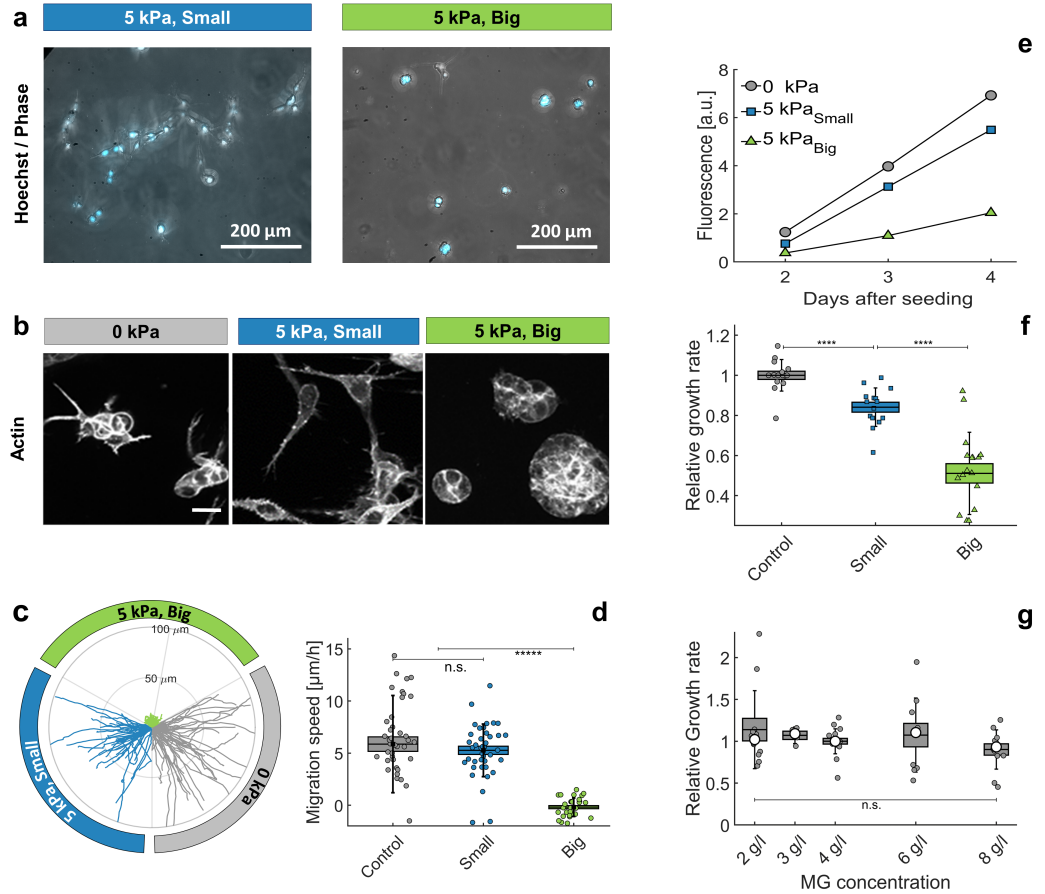 a
5 kPa, Small
5 kPa, Big
Hoechst / Phase
200 µm
200 µm
e
Fluorescence [a.u.]
8
6
4
2
0
0 kPa
5 kPa Small
5 kPa Big
2
3
4
Days after seeding
b
0 kPa
5 kPa, Small
5 kPa, Big
Actin
f
Relative growth rate
1.2
1
0.8
0.6
0.4
****
****
Control
Small
Big
c
5 kPa, Big
100 µm
50 µm
5 kPa, Small
0 kPa
d
Migration speed [µm/h]
15
10
5
0
n.s.
*****
Control
Small
Big
g
Relative Growth rate
2
1.5
1
0.5
0
n.s.
2 g/l
3 g/l
4 g/l
6 g/l
8 g/l
MG concentration